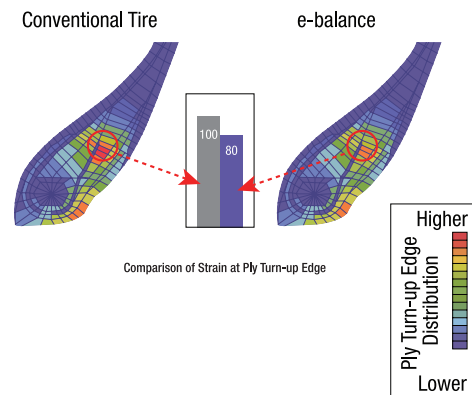 Conventional Tire
e-balance
100
80
Comparison of Strain at Ply Turn-up Edge
Higher
Ply Turn-up Edge
Distribution
Lower